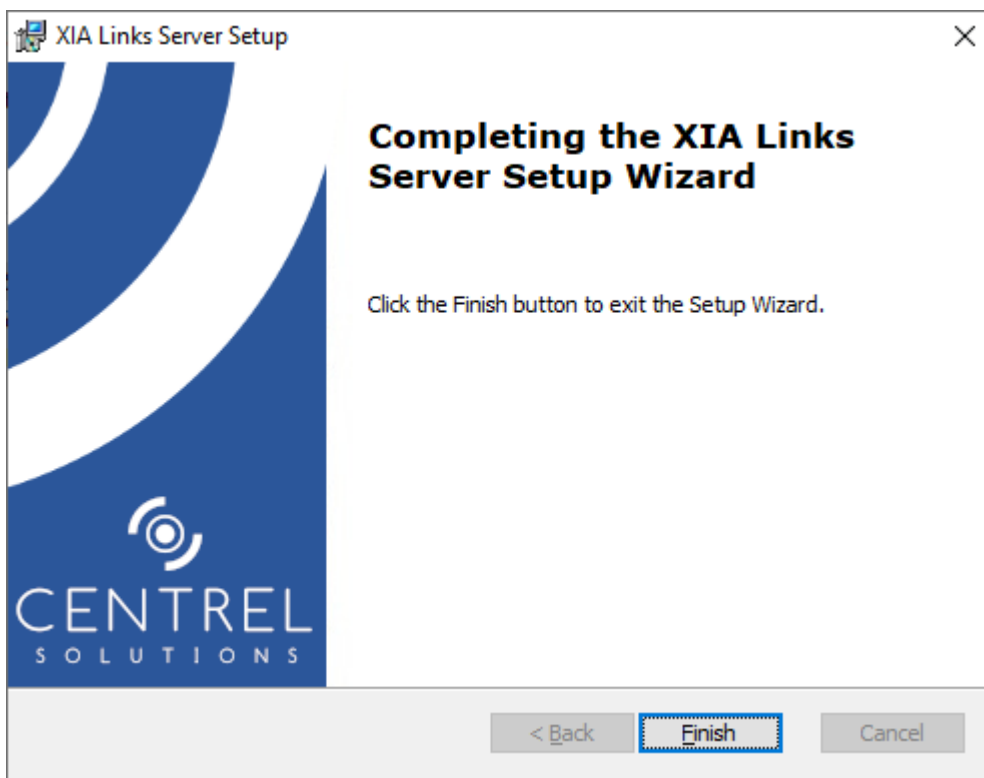 XIA Links Server Setup
Completing the XIA Links
Server Setup Wizard
Click the Finish button to exit the Setup Wizard.
CENTREL
SOLUTIONS
< Back
Finish
Cancel